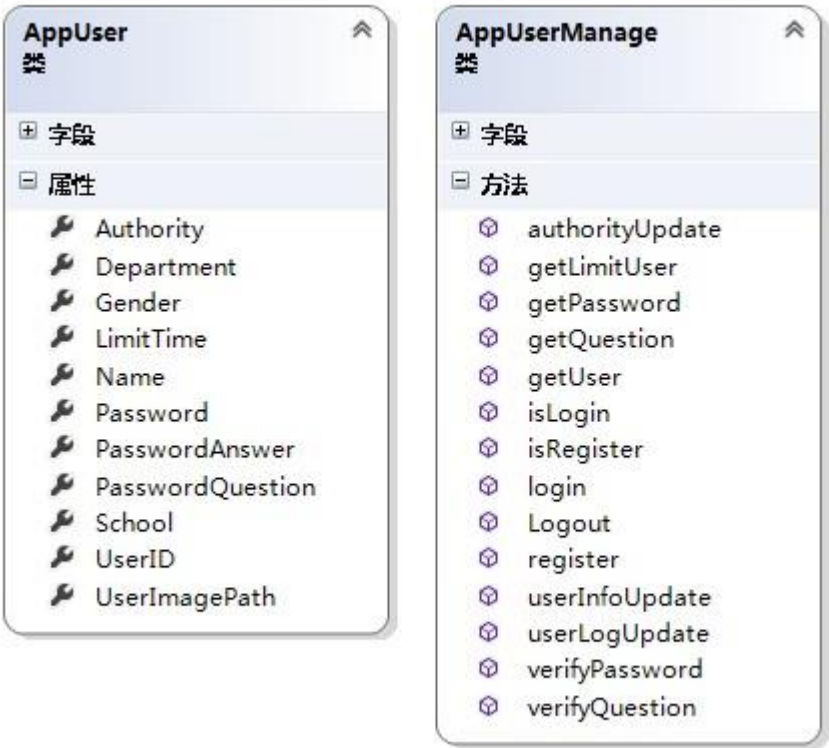 AppUser
类
字段
属性
Authority
Department
Gender
LimitTime
Name
Password
PasswordAnswer
PasswordQuestion
School
UserID
UserImagePath
AppUserManage
类
字段
方法
authorityUpdate
getLimitUser
getPassword
getQuestion
getUser
isLogin
isRegister
login
Logout
register
userInfoUpdate
userLogUpdate
verifyPassword
verifyQuestion